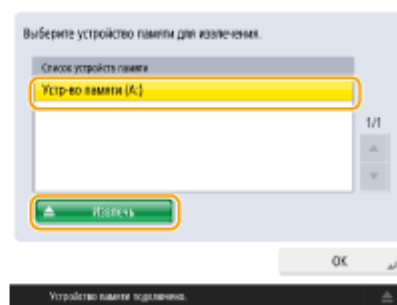 Выберите устройство памяти для извлечения.
Список устройств памяти
Устр-во памяти (A:)
1/1
Извлечь
OK
Устройство памяти подключено.